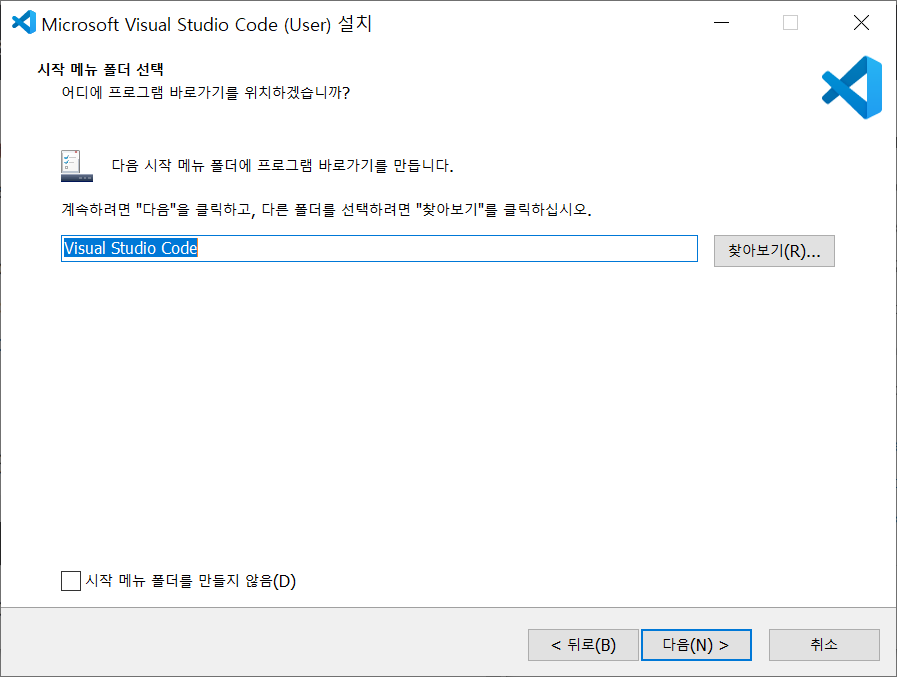 Microsoft Visual Studio Code (User) 설치
시작 메뉴 폴더 선택
어디에 프로그램 바로가기를 위치하겠습니까?
다음 시작 메뉴 폴더에 프로그램 바로가기를 만듭니다.
계속하려면 "다음"을 클릭하고, 다른 폴더를 선택하려면 "찾아보기"를 클릭하십시오.
Visual Studio Code
찾아보기(R)...
시작 메뉴 폴더를 만들지 않음(D)
< 뒤로(B)
다음(N) >
취소